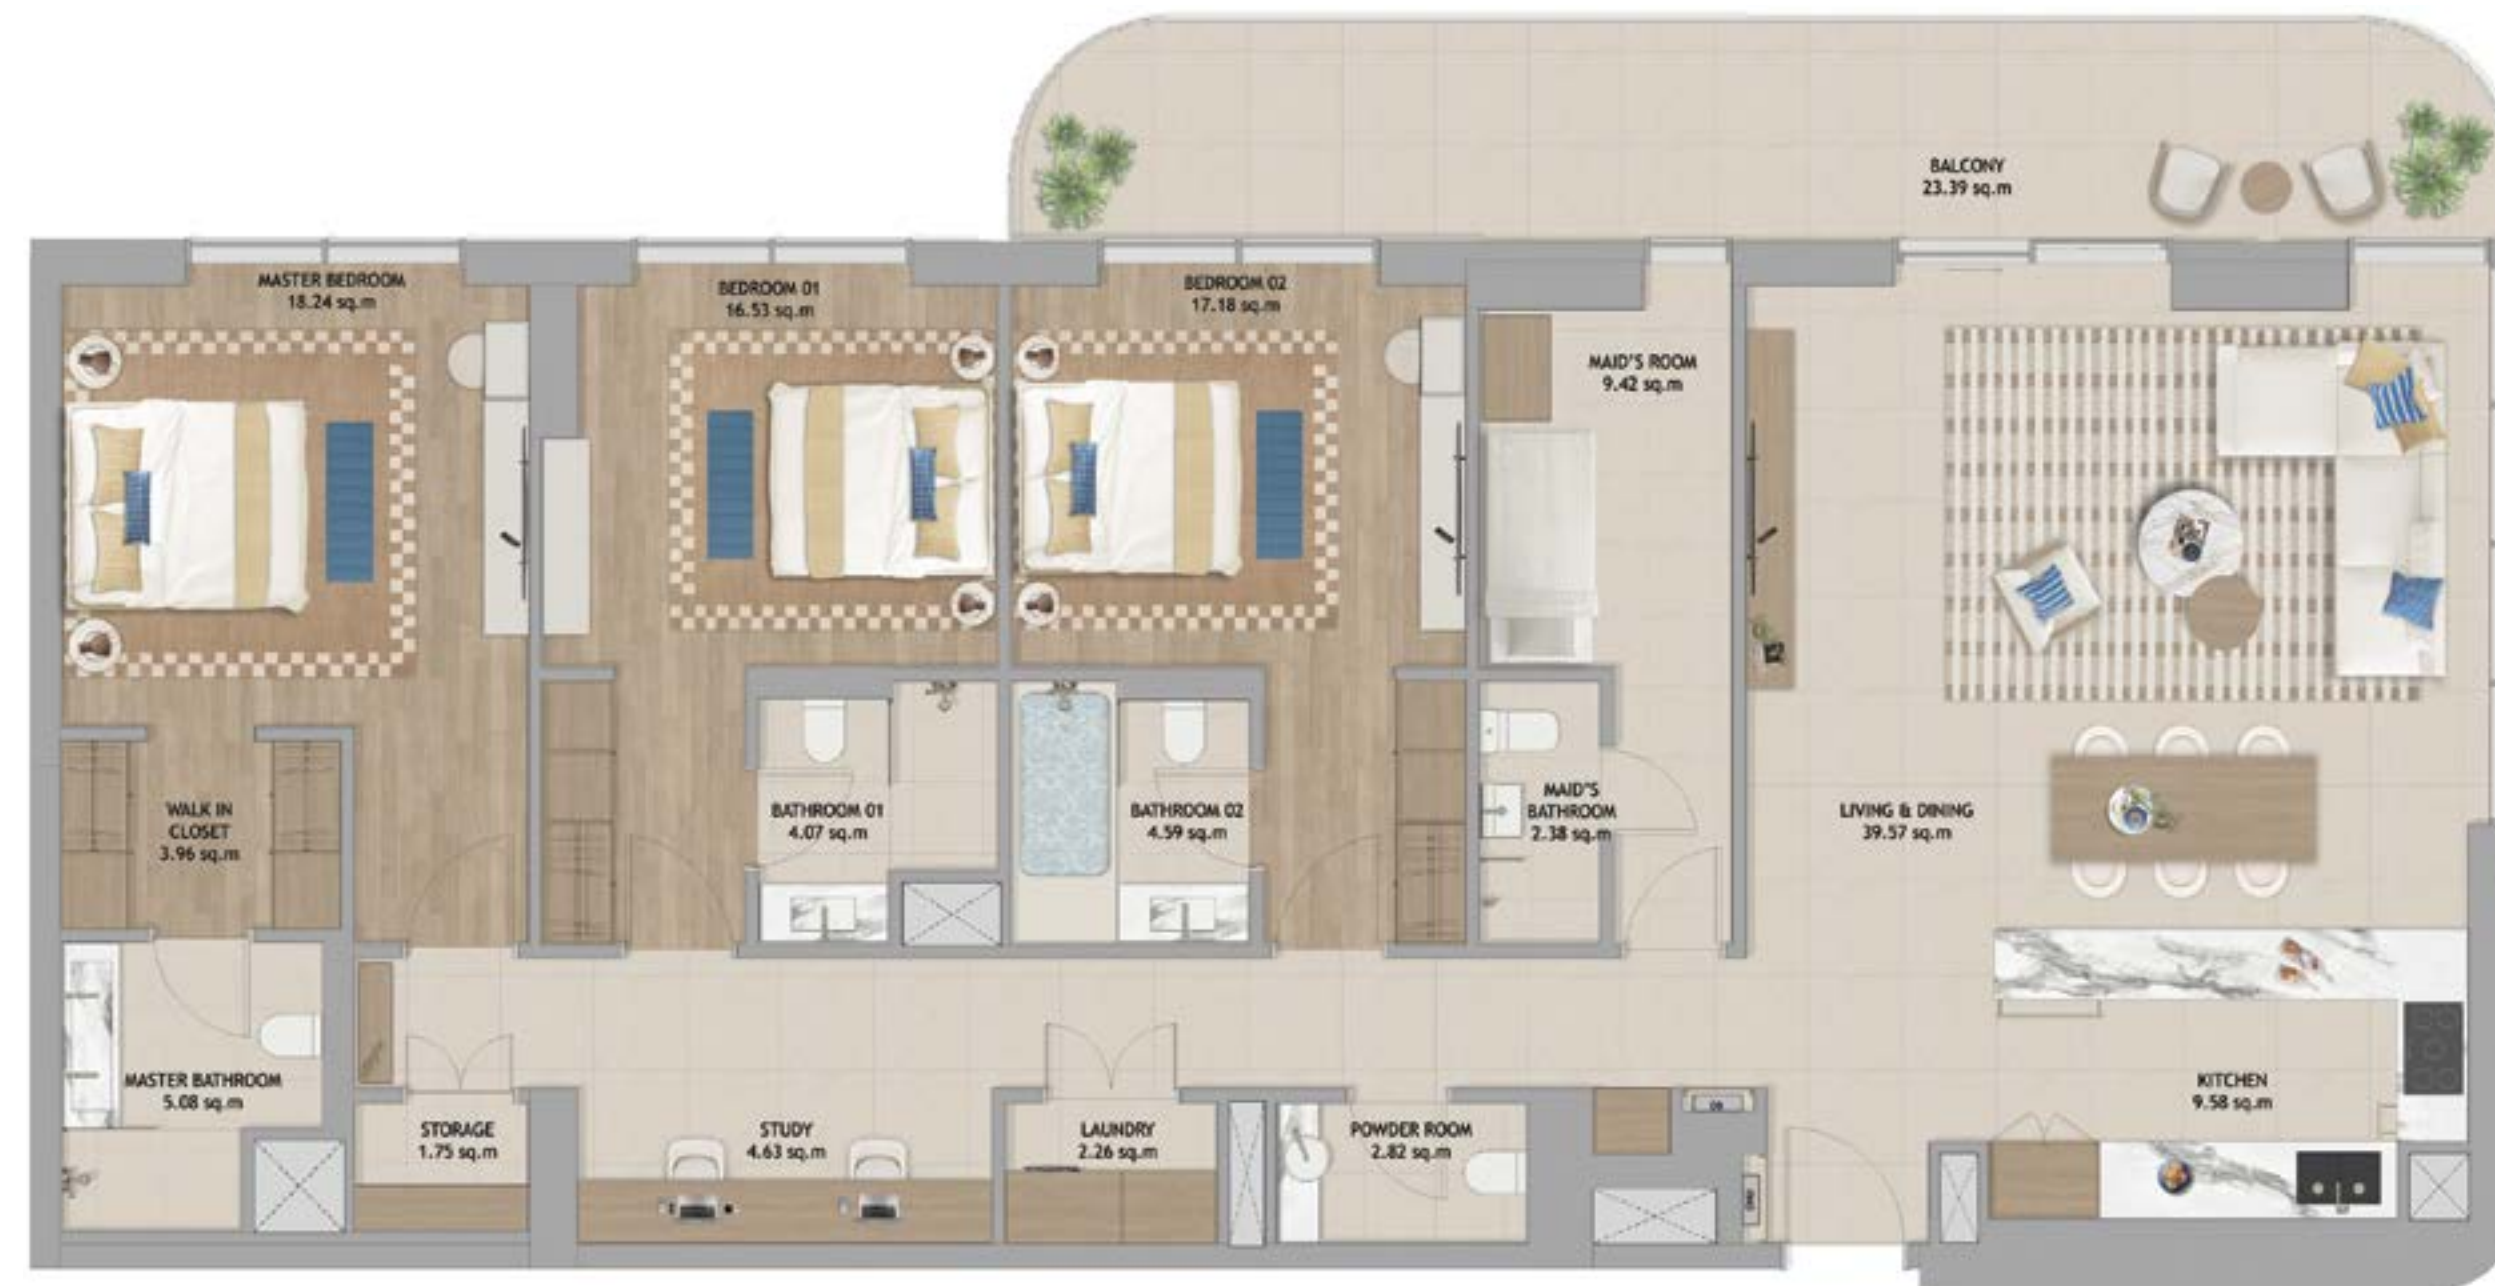 BALCONY
23.39 sq.m
MASTER BEDROOM
18.24 sq.m
BEDROOM 01
16.53 sq.m
BEDROOM 02
17.18 sq.m
MAID'S ROOM
9.42 sq.m
WALK IN
CLOSET
3.96 sq.m
BATHROOM 01
4.07 sq.m
BATHROOM 02
4.59 sq.m
MAID'S
BATHROOM
2.38 sq.m
LIVING & DINING
39.57 sq.m
MASTER BATHROOM
5.08 sq.m
STORAGE
1.75 sq.m
STUDY
4.63 sq.m
LAUNDRY
2.26 sq.m
POWDER ROOM
2.82 sq.m
KITCHEN
9.58 sq.m